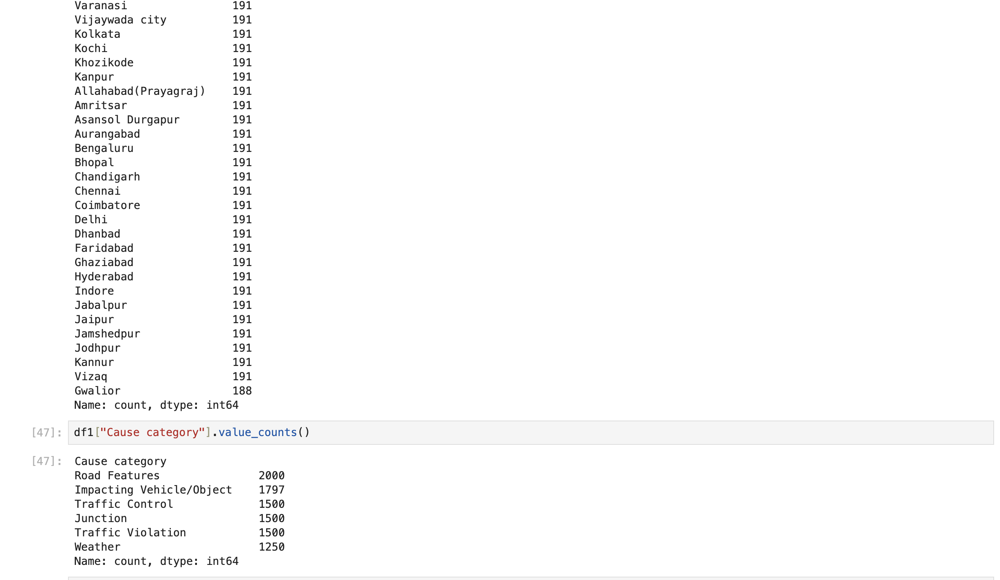 Varanasi 191
Vijaywada city 191
Kolkata 191
Kochi 191
Khozikode 191
Kanpur 191
Allahabad(Prayagraj) 191
Amritsar 191
Asansol Durgapur 191
Aurangabad 191
Bengaluru 191
Bhopal 191
Chandigarh 191
Chennai 191
Coimbatore 191
Delhi 191
Dhanbad 191
Faridabad 191
Ghaziabad 191
Hyderabad 191
Indore 191
Jabalpur 191
Jaipur 191
Jamshedpur 191
Jodhpur 191
Kannur 191
Vizaq 191
Gwalior 188
Name: count, dtype: int64
[47]: df1["Cause category"].value_counts()
[47]: Cause category
Road Features 2000
Impacting Vehicle/Object 1797
Traffic Control 1500
Junction 1500
Traffic Violation 1500
Weather 1250
Name: count, dtype: int64